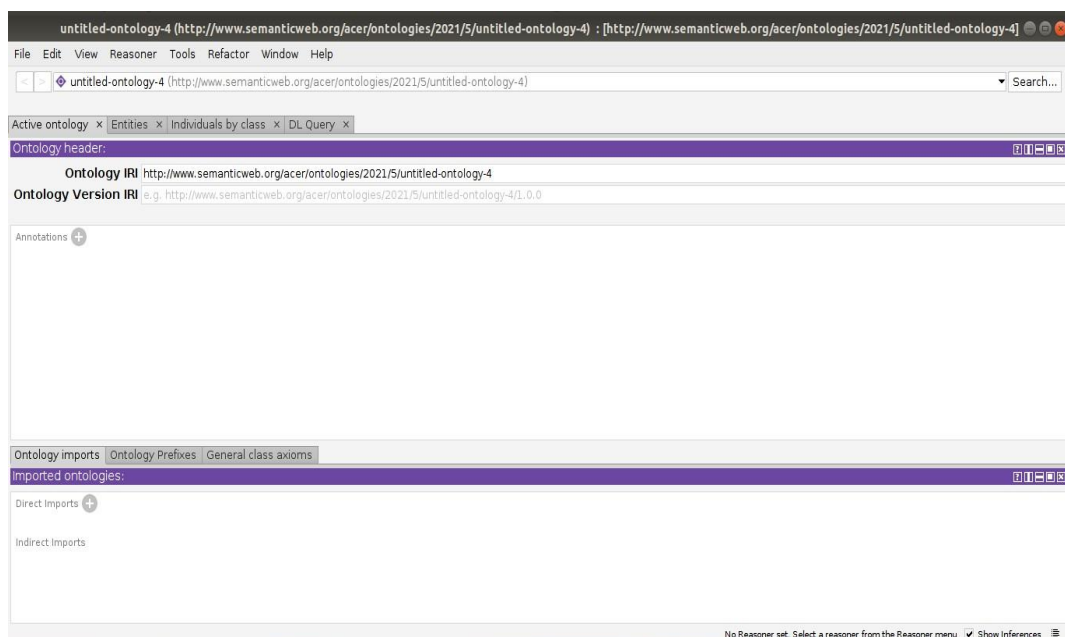 untitled-ontology-4 (http://www.semanticweb.org/acer/ontologies/2021/5/untitled-ontology-4) : [http://www.semanticweb.org/acer/ontologies/2021/5/untitled-ontology-4]
File Edit View Reasoner Tools Refactor Window Help
< > untitled-ontology-4 (http://www.semanticweb.org/acer/ontologies/2021/5/untitled-ontology-4) Search...
Active ontology × Entities × Individuals by class × DL Query ×
Ontology header:
Ontology IRI http://www.semanticweb.org/acer/ontologies/2021/5/untitled-ontology-4
Ontology Version IRI e.g. http://www.semanticweb.org/acer/ontologies/2021/5/untitled-ontology-4/1.0.0
Annotations
Ontology imports Ontology Prefixes General class axioms
Imported ontologies:
Direct Imports
Indirect Imports
No Reasoner set. Select a reasoner from the Reasoner menu Show Inferences